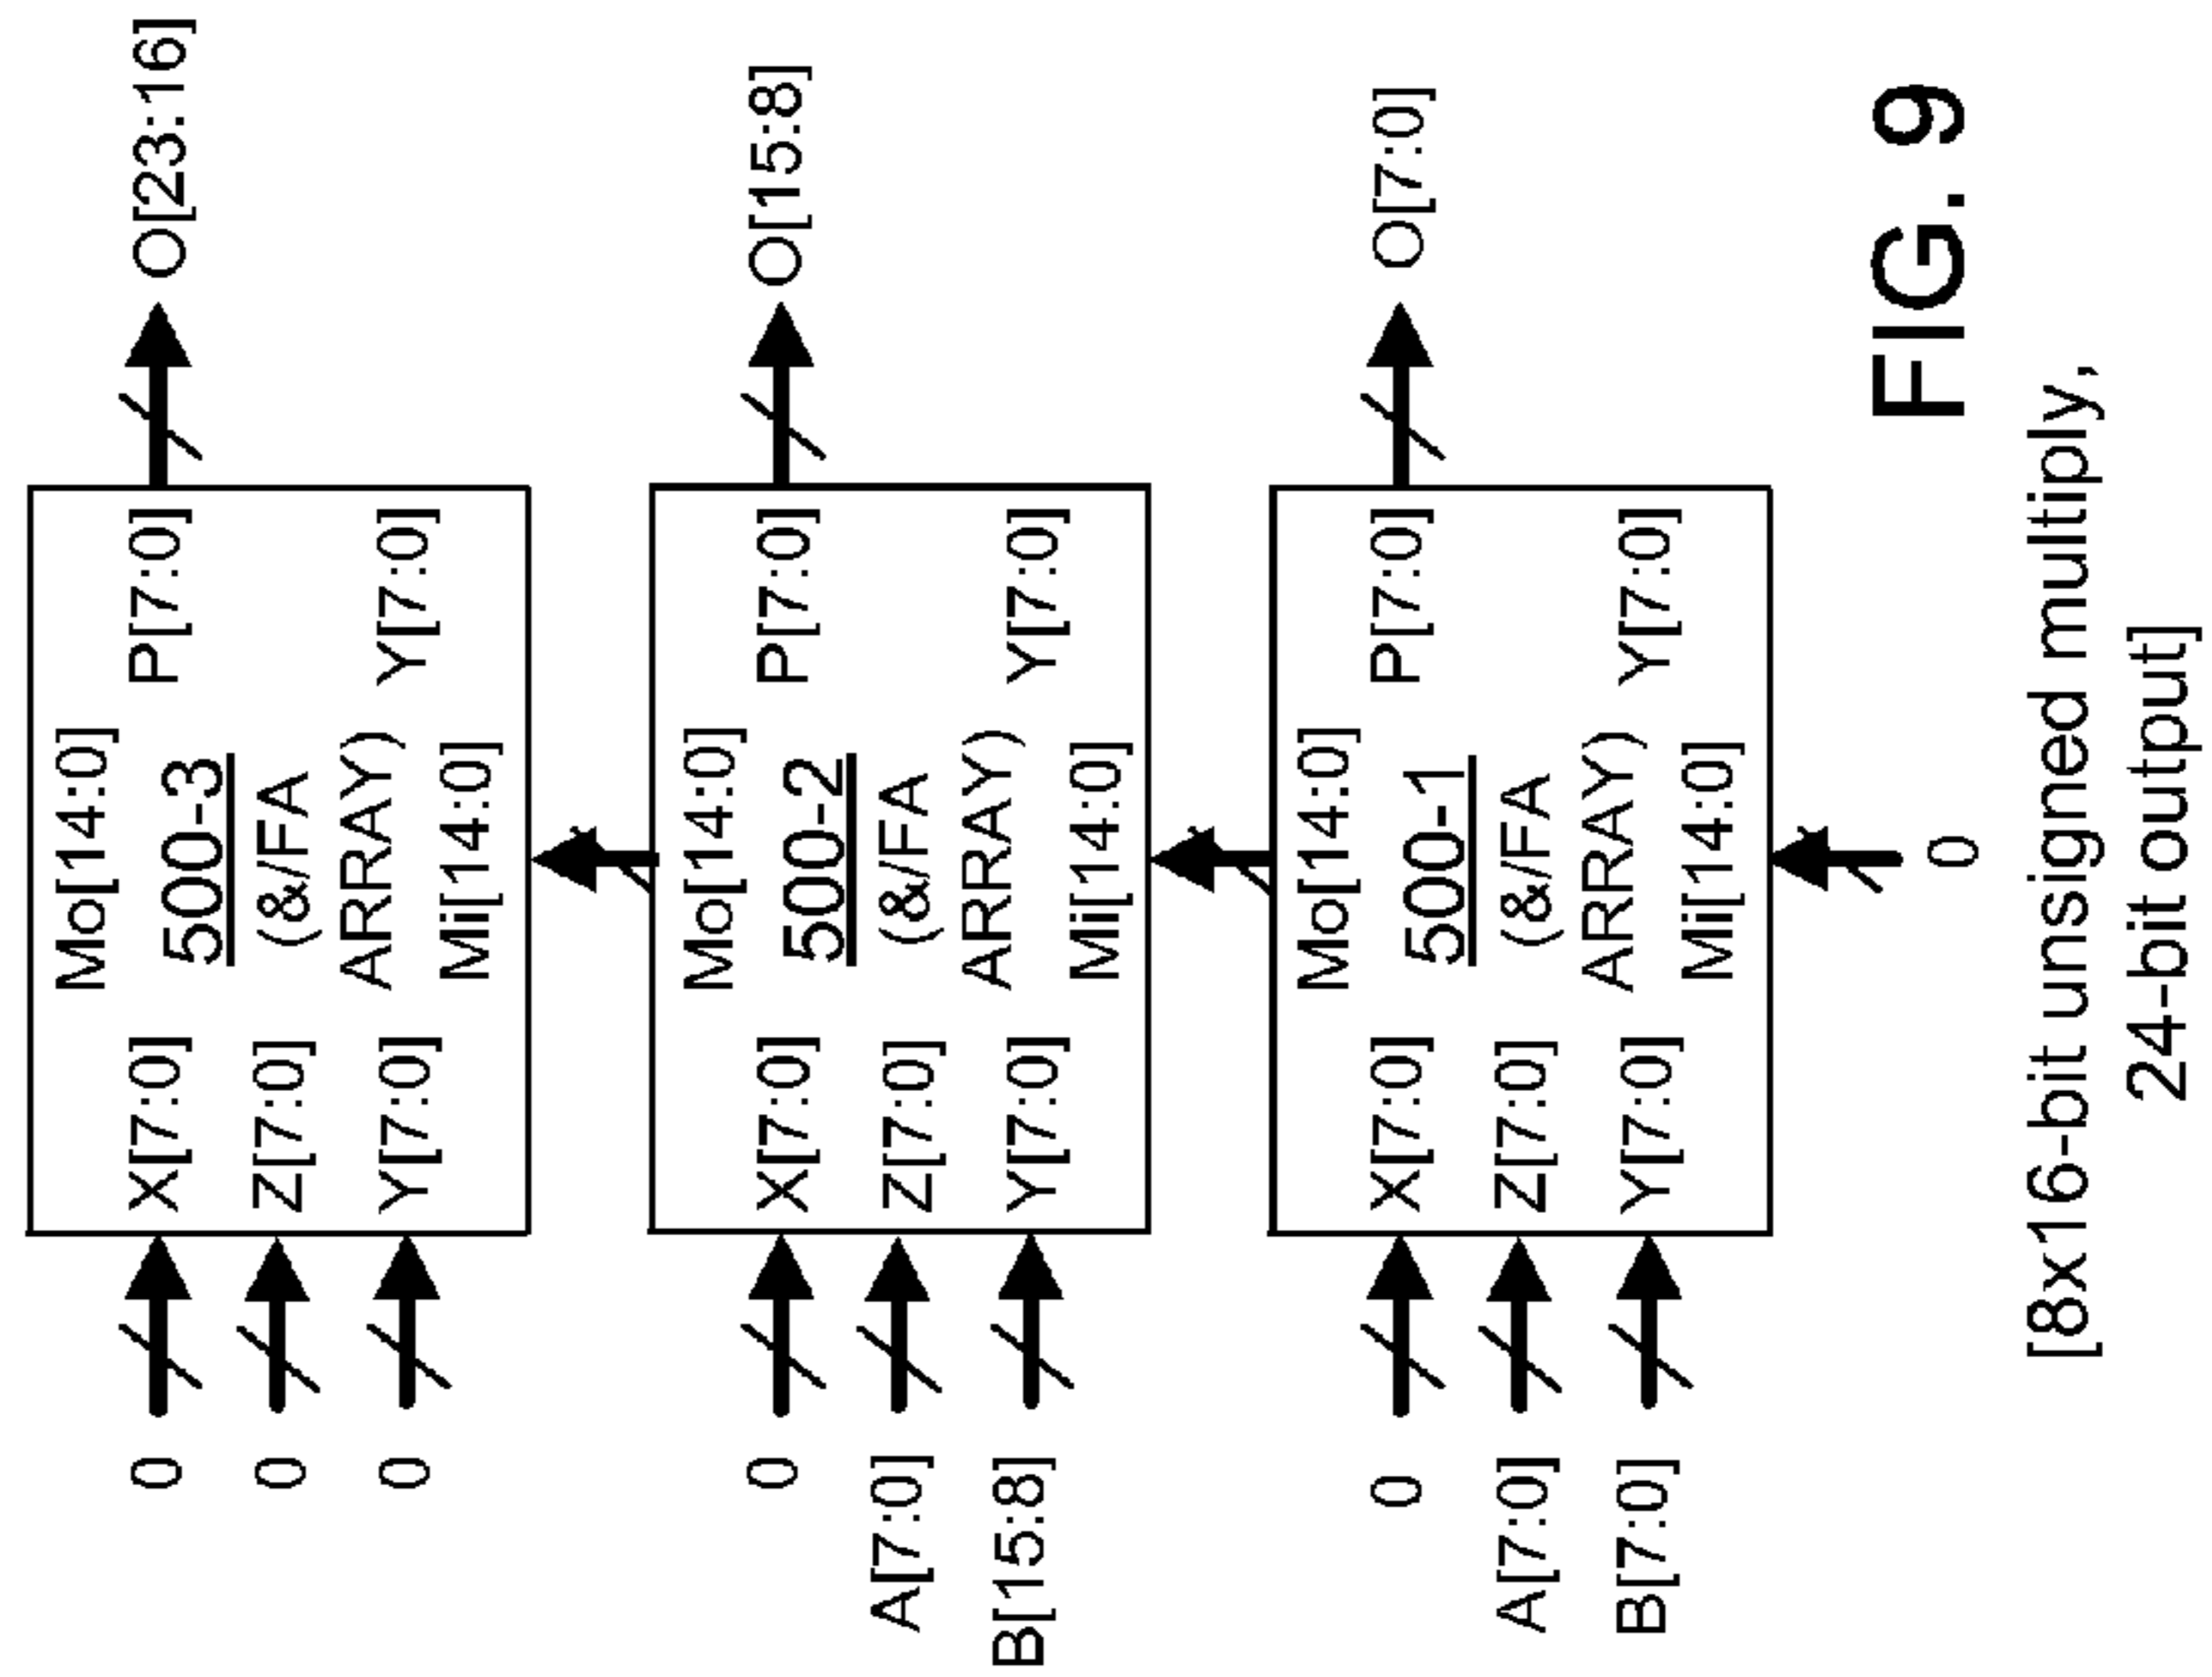 0
0
0
X[7:0]
Z[7:0]
Y[7:0]
Mo[14:0]
500-3
(&/FA
ARRAY)
Mi[14:0]
P[7:0]
Y[7:0]
O[23:16]
0
A[7:0]
B[15:8]
X[7:0]
Z[7:0]
Y[7:0]
Mo[14:0]
500-2
(&/FA
ARRAY)
Mi[14:0]
P[7:0]
Y[7:0]
O[15:8]
0
A[7:0]
B[7:0]
X[7:0]
Z[7:0]
Y[7:0]
Mo[14:0]
500-1
(&/FA
ARRAY)
Mi[14:0]
P[7:0]
Y[7:0]
O[7:0]
0
FIG. 9
[8x16-bit unsigned multiply,
24-bit output]